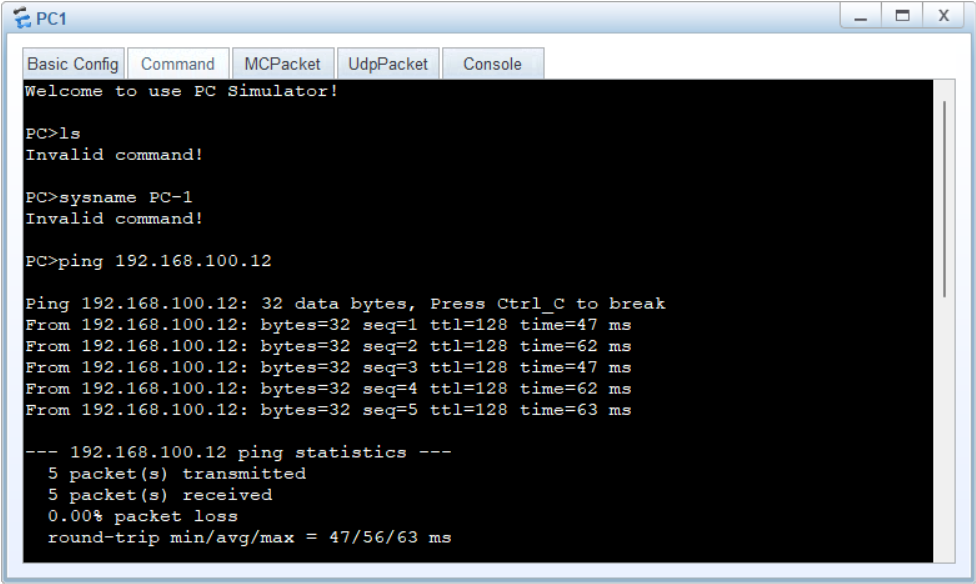 PC1
X
Basic Config Command MCPacket UdpPacket Console
Welcome to use PC Simulator!
PC>ls
Invalid command!
PC>sysname PC-1
Invalid command!
PC>ping 192.168.100.12
Ping 192.168.100.12: 32 data bytes, Press Ctrl_C to break
From 192.168.100.12: bytes=32 seq=1 ttl=128 time=47 ms
From 192.168.100.12: bytes=32 seq=2 ttl=128 time=62 ms
From 192.168.100.12: bytes=32 seq=3 ttl=128 time=47 ms
From 192.168.100.12: bytes=32 seq=4 ttl=128 time=62 ms
From 192.168.100.12: bytes=32 seq=5 ttl=128 time=63 ms
--- 192.168.100.12 ping statistics ---
5 packet(s) transmitted
5 packet(s) received
0.00% packet loss
round-trip min/avg/max = 47/56/63 ms